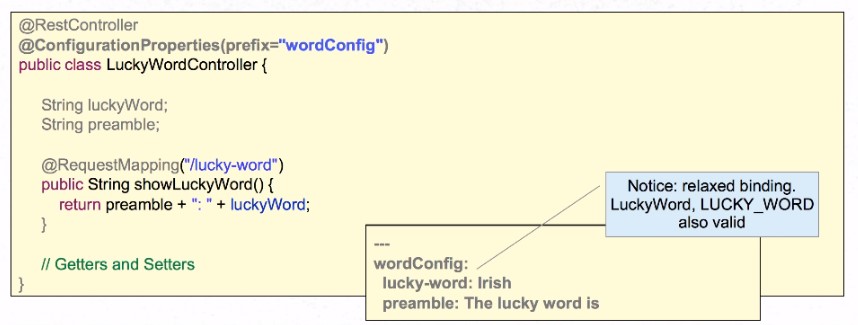 @RestController
@ConfigurationProperties(prefix="wordConfig")
public class LuckyWordController {
String luckyWord;
String preamble;
@RequestMapping("/lucky-word")
public String showLuckyWord() {
return preamble + ": " + luckyWord;
}
// Getters and Setters
}
Notice: relaxed binding.
LuckyWord, LUCKY_WORD
also valid
---
wordConfig:
lucky-word: Irish
preamble: The lucky word is